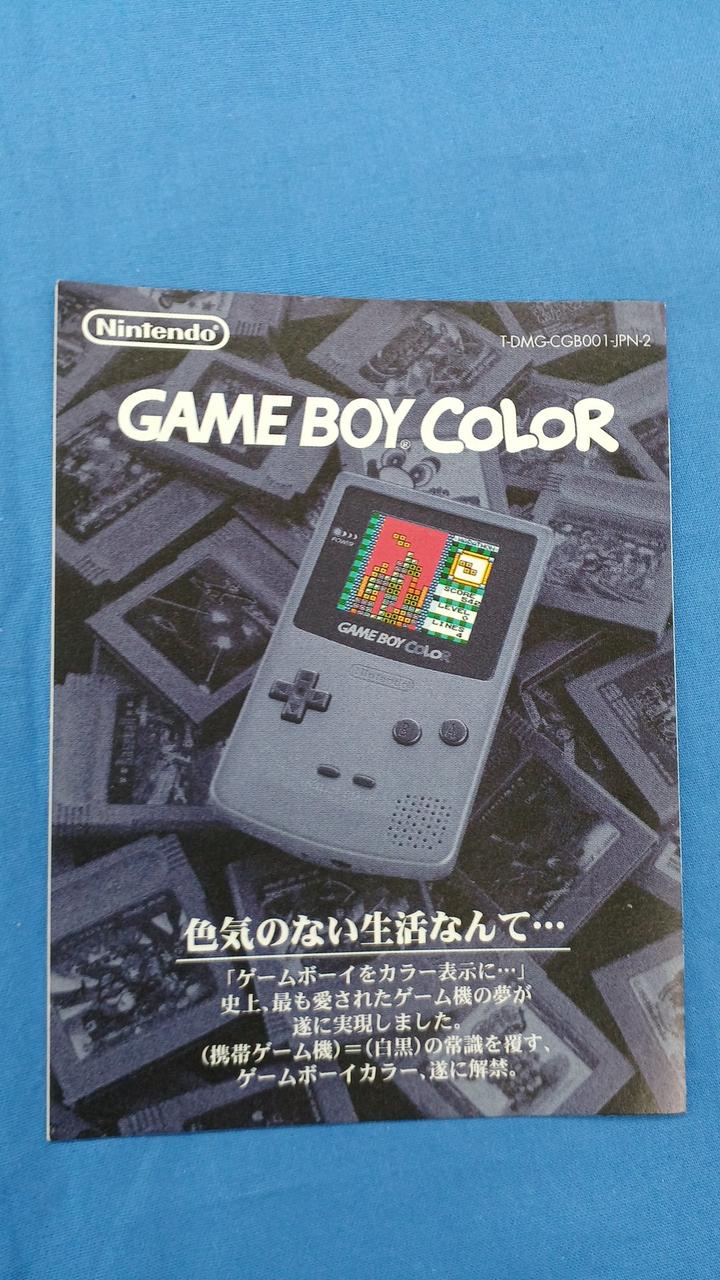 Nintendo®
T-DMG-CGB001-JPN-2
GAME BOY® COLOR
POWER
SCORE
LEVEL
0
LINES
4
GAME BOY COLOR
Nintendo
B
A
色気のない生活なんて…
「ゲームボーイをカラー表示に…」
史上,最も愛されたゲーム機の夢が
遂に実現しました。
(携帯ゲーム機)=(白黒)の常識を覆す、
ゲームボーイカラー,遂に解禁。